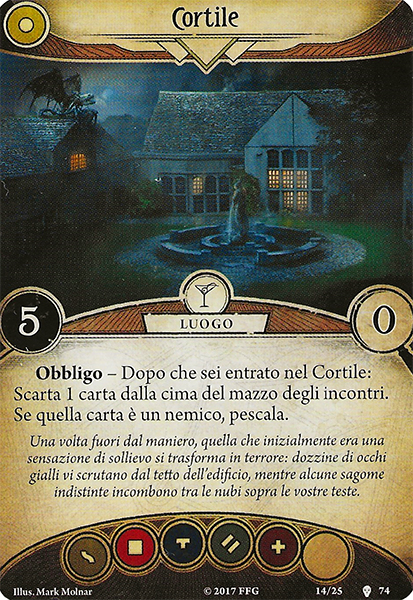 Cortile
5
LUOGO
0
Obbligo – Dopo che sei entrato nel Cortile:
Scarta 1 carta dalla cima del mazzo degli incontri.
Se quella carta è un nemico, pescala.
Una volta fuori dal maniero, quella che inizialmente era una
sensazione di sollievo si trasforma in terrore: dozzine di occhi
gialli vi scrutano dal tetto dell'edificio, mentre alcune sagome
indistinte incombono tra le nubi sopra le vostre teste.
Illus. Mark Molnar © 2017 FFG 14/25 74